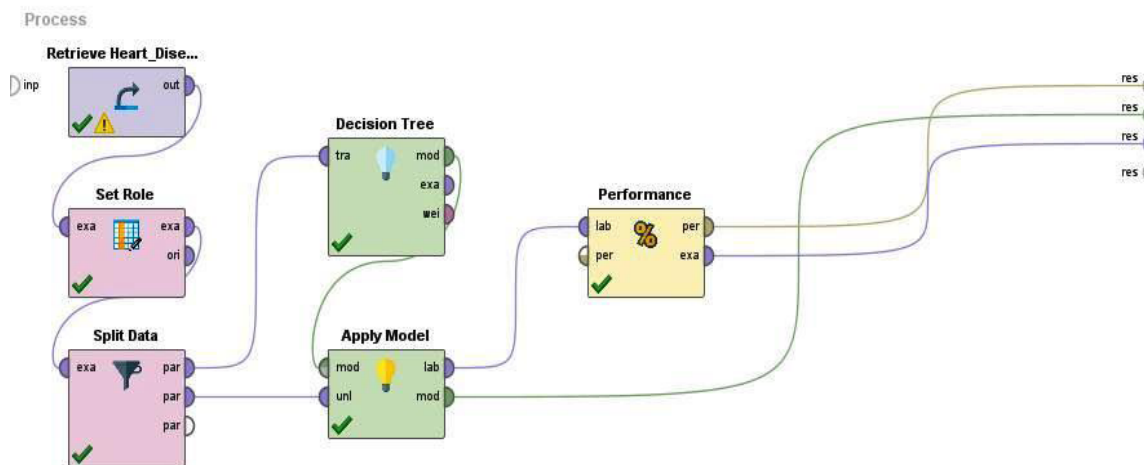 Process
Retrieve Heart_Dise...
inp
out
res
res
res
res
Decision Tree
tra
mod
exa
wei
Set Role
exa
exa
ori
Performance
lab
per
per
exa
Split Data
exa
par
par
par
Apply Model
mod
lab
unl
mod
%